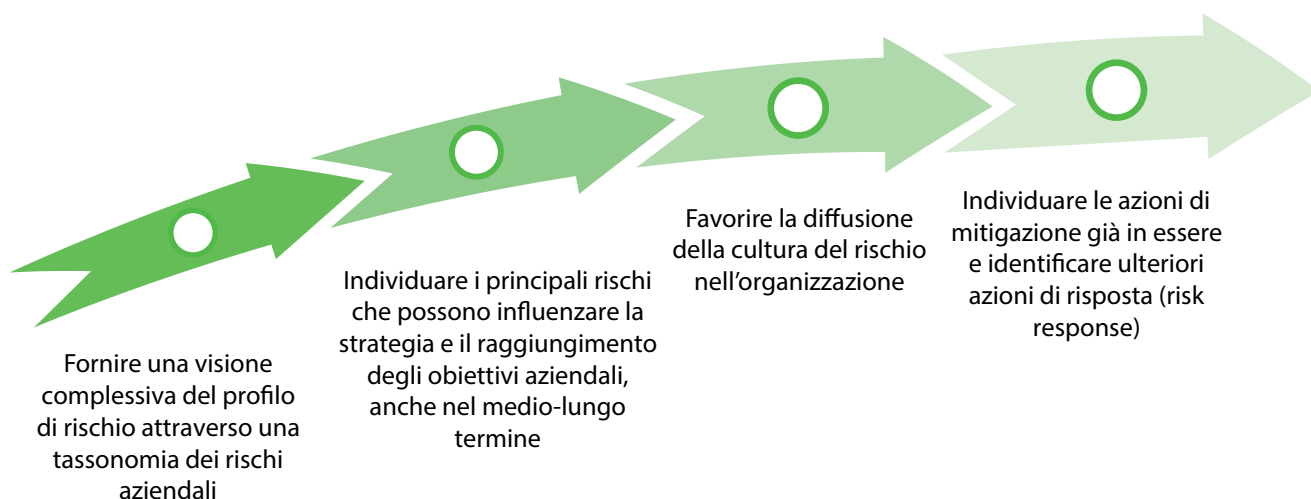 Fornire una visione
complessiva del profilo
di rischio attraverso una
tassonomia dei rischi
aziendali
Individuare i principali rischi
che possono influenzare la
strategia e il raggiungimento
degli obiettivi aziendali,
anche nel medio-lungo
termine
Favorire la diffusione
della cultura del rischio
nell’organizzazione
Individuare le azioni di
mitigazione già in essere
e identificare ulteriori
azioni di risposta (risk
response)